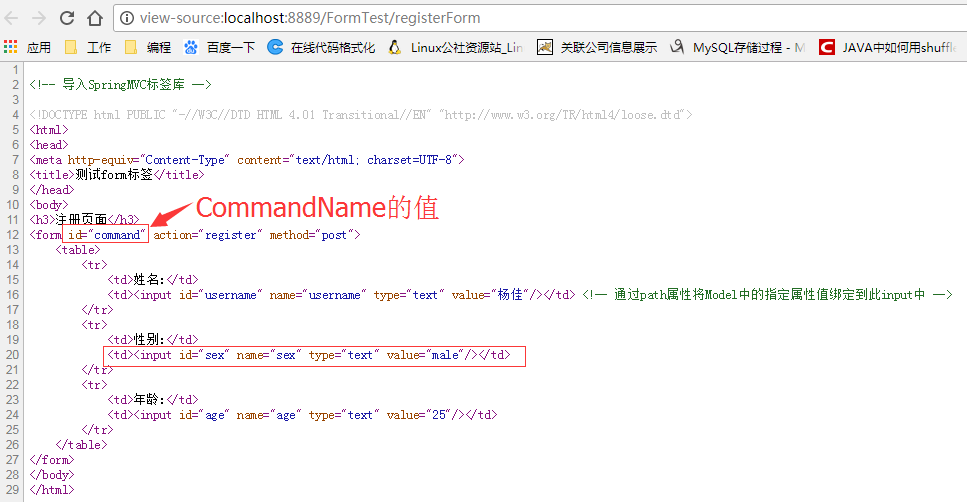 view-source:localhost:8889/FormTest/registerForm
应用 工作 编程 百度一下 在线代码格式化 Linux公社资源站_Lin 关联公司信息展示 MySQL存储过程 - M JAVA中如何用shuffle
1
2 <!-- 导入SpringMVC标签库 -->
3
4 <!DOCTYPE html PUBLIC "-//W3C//DTD HTML 4.01 Transitional//EN" "http://www.w3.org/TR/html4/loose.dtd">
5 <html>
6 <head>
7 <meta http-equiv="Content-Type" content="text/html; charset=UTF-8">
8 <title>测试form标签</title>
9 </head>
10 <body>
CommandName的值
11 <h3>注册页面</h3>
12 <form id="command" action="register" method="post">
13 <table>
14 <tr>
15 <td>姓名:</td>
16 <td><input id="username" name="username" type="text" value="杨佳"/></td> <!-- 通过path属性将Model中的指定属性值绑定到此input中 -->
17 </tr>
18 <tr>
19 <td>性别:</td>
20 <td><input id="sex" name="sex" type="text" value="male"/></td>
21 </tr>
22 <tr>
23 <td>年龄:</td>
24 <td><input id="age" name="age" type="text" value="25"/></td>
25 </tr>
26 </table>
27 </form>
28 </body>
29 </html>